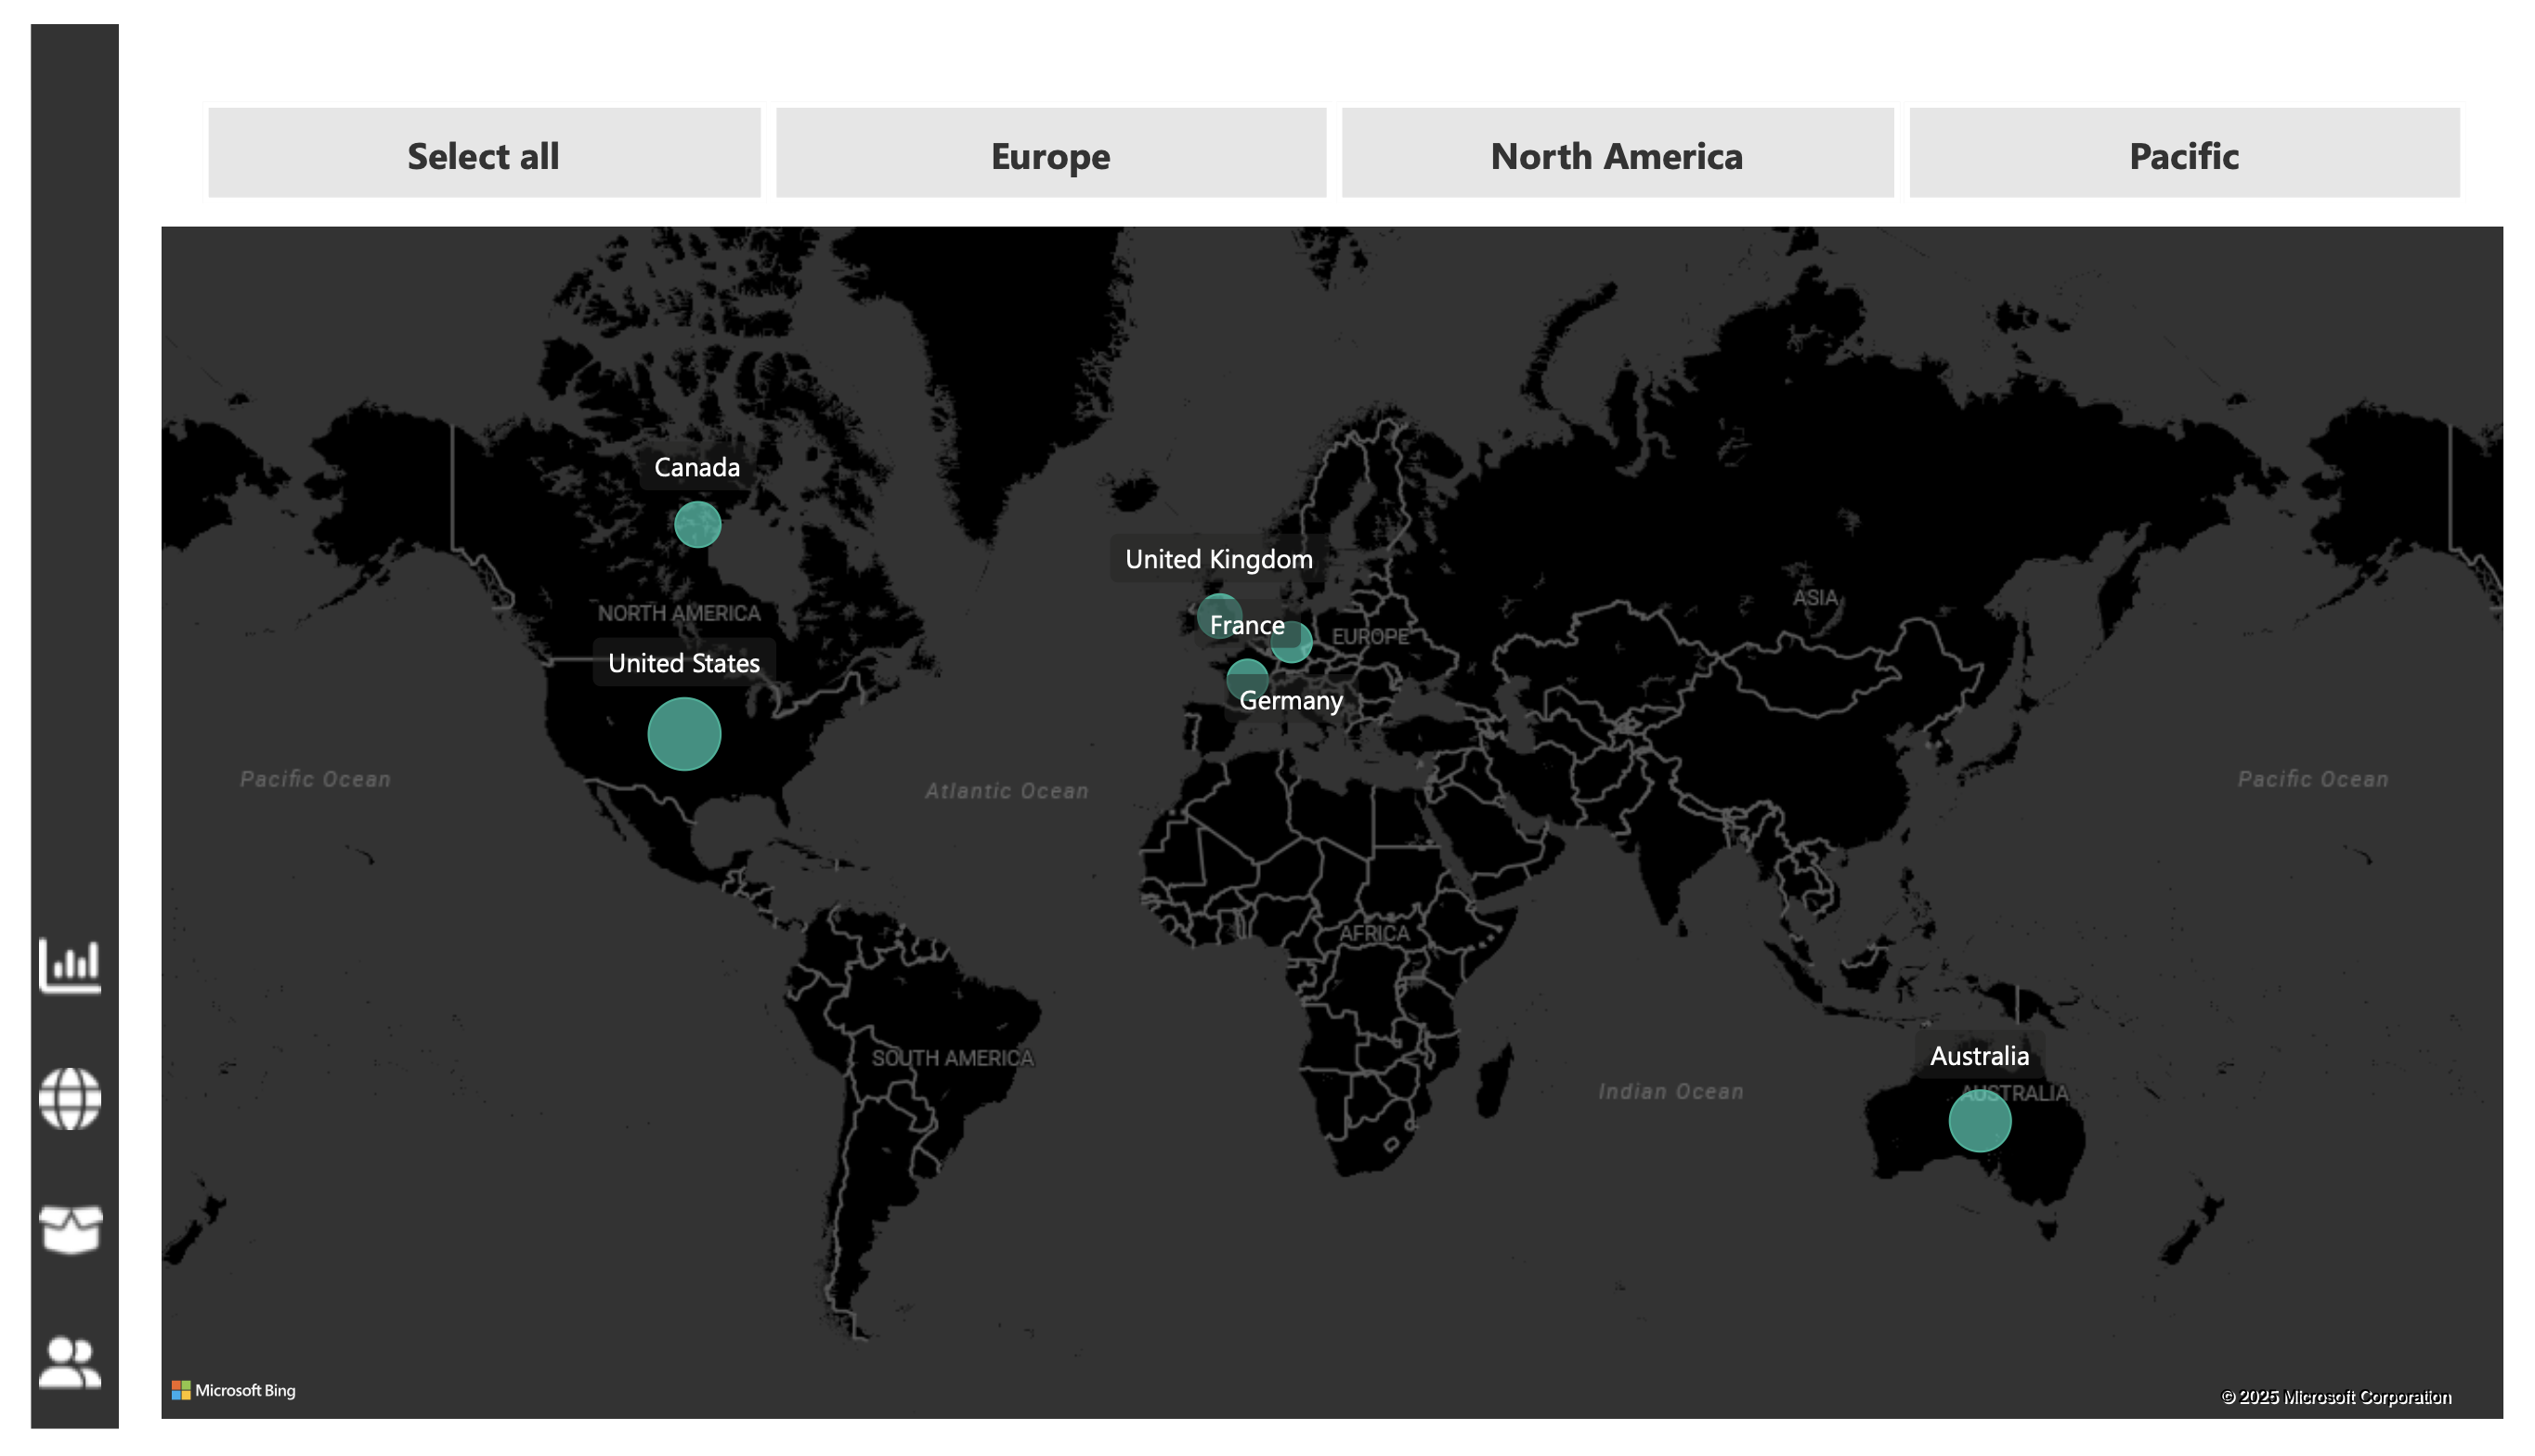 Select all
Europe
North America
Pacific
Canada
United Kingdom
NORTH AMERICA
ASIA
France
EUROPE
United States
Germany
Pacific Ocean
Atlantic Ocean
Pacific Ocean
AFRICA
SOUTH AMERICA
Australia
Indian Ocean
AUSTRALIA
Microsoft Bing
© 2025 Microsoft Corporation